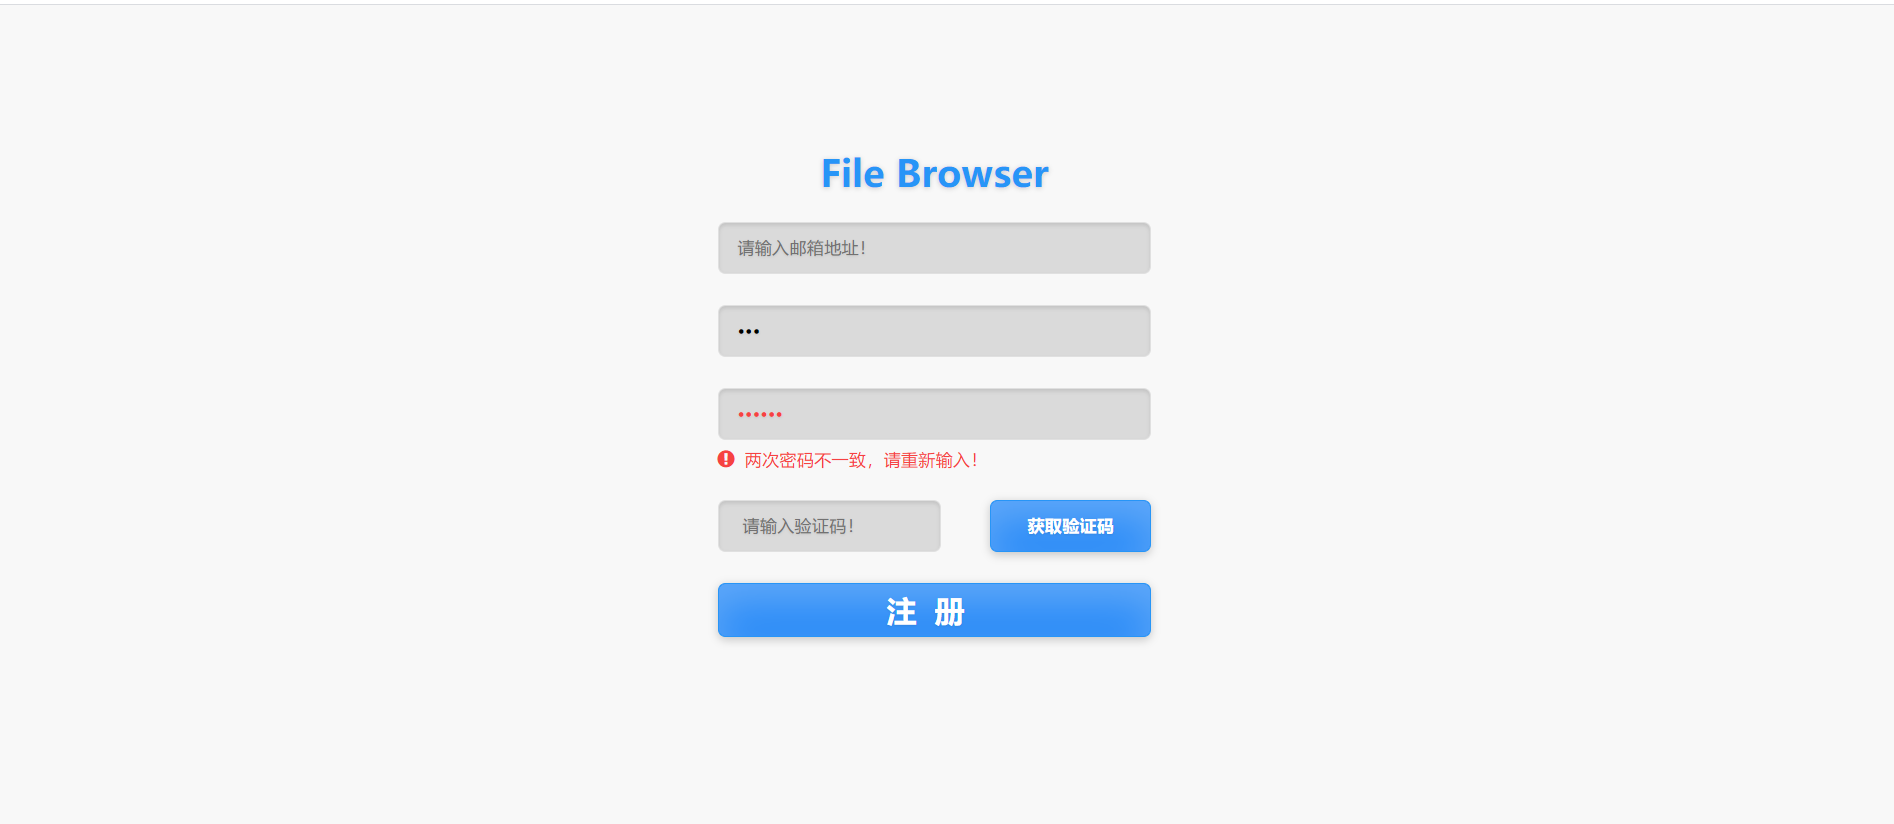 File Browser
请输入邮箱地址！
•••
••••••
两次密码不一致，请重新输入！
请输入验证码！
获取验证码
注 册